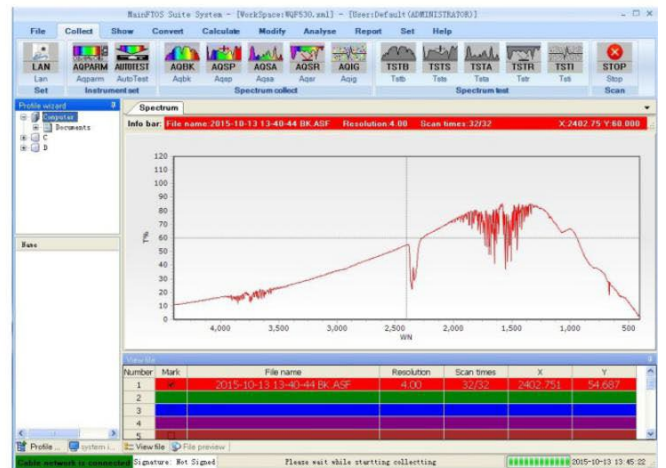 MainFTOS Suite System - [WorkSpace:WQF530.xml] - [User:Default(ADMINISTRATOR)]
File Collect Show Convert Calculate Modify Analyse Report Set Help
LAN AQPARM AUTOTEST AQBK AQSP AQSA AQSR AQIG TSTB TSTS TSTA TSTR TSTI STOP
Lan Aqparm AutoTest Aqbk Aqsp Aqsa Aqsr Aqig Tstb Tsts Tsta Tstr Tsti Stop
Set Instrument set Spectrum collect Spectrum test Scan
Profile wizard
Computer
Documents
C
D
Name
Spectrum
Info bar: File name:2015-10-13 13-40-44 BK.ASF Resolution:4.00 Scan times:32/32 X:2402.75 Y:60.000
120
110
100
90
80
70
60
50
40
30
20
10
0
T%
4,000 3,500 3,000 2,500 2,000 1,500 1,000 500
WN
View file
Number Mark File name Resolution Scan times X Y
1 2015-10-13 13-40-44 BK.ASF 4.00 32/32 2402.751 54.687
2
3
4
5
Profile ... system i... View file File preview
Cable network is connected Signature: Not Signed Please wait while startting collectting 2015-10-13 13:45:22